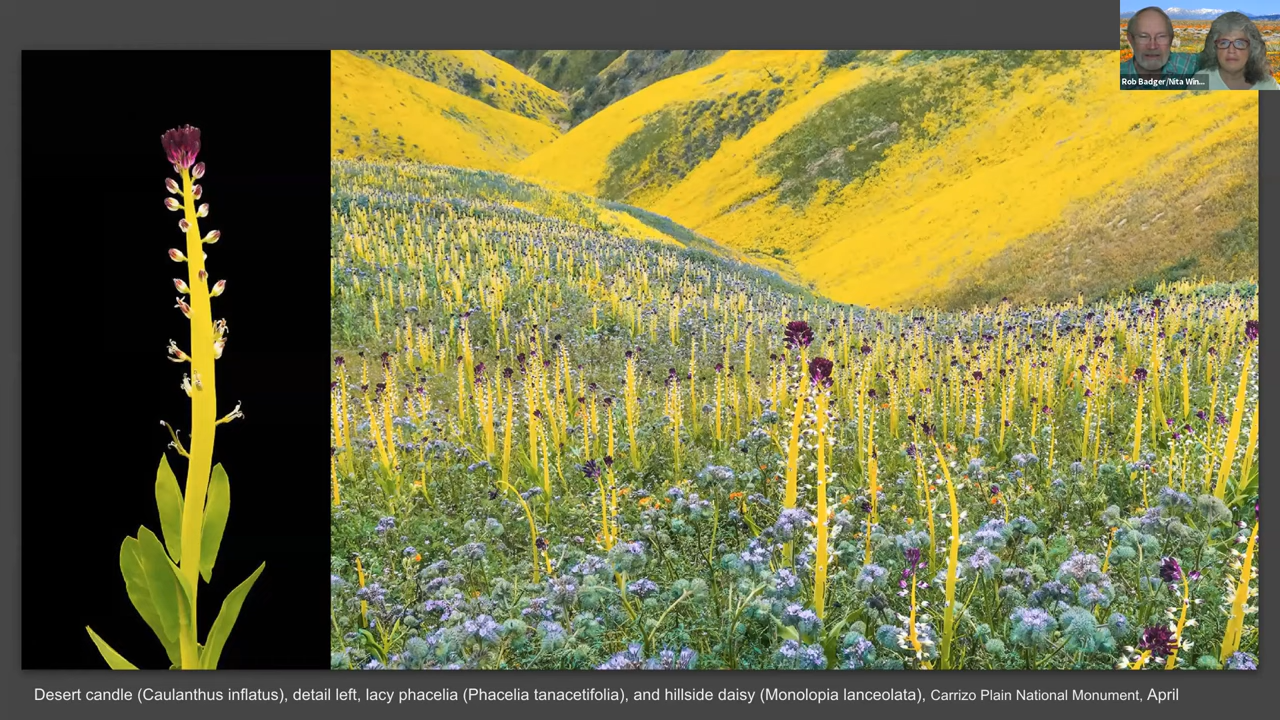 Rob Badger/Nita Win...
Desert candle (Caulanthus inflatus), detail left, lacy phacelia (Phacelia tanacetifolia), and hillside daisy (Monolopia lanceolata), Carrizo Plain National Monument, April